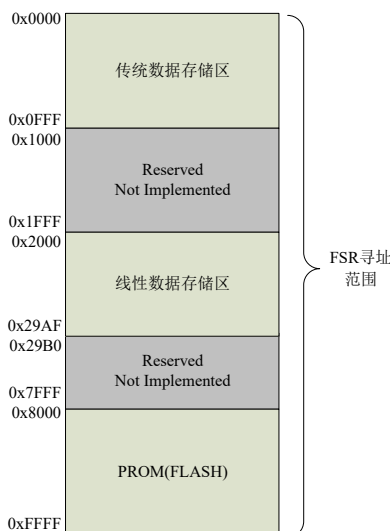 0x0000
传统数据存储区
0x0FFF
0x1000
Reserved
Not Implemented
0x1FFF
0x2000
线性数据存储区
0x29AF
0x29B0
Reserved
Not Implemented
0x7FFF
0x8000
PROM(FLASH)
0xFFFF
FSR寻址
范围